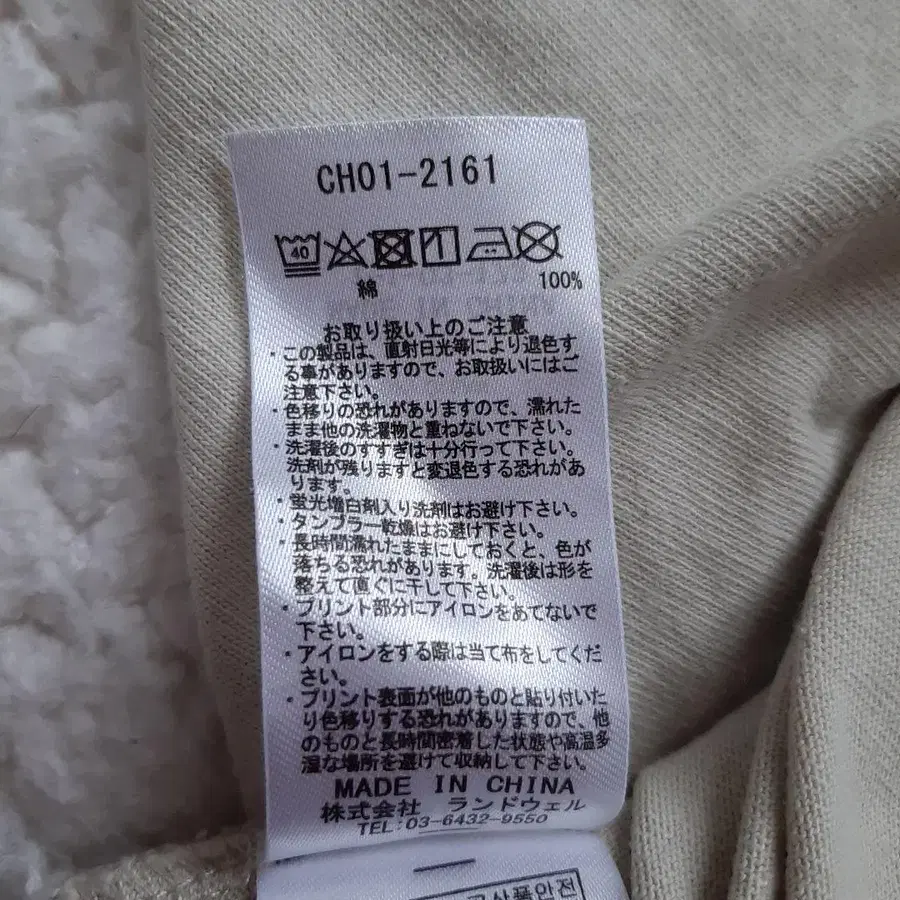 CH01-2161
40
綿 100%
お取り扱い上のご注意
・この製品は、直射日光等により退色す
る事がありますので、お取扱いにはご
注意下さい。
・色移りの恐れがありますので、濡れた
まま他の洗濯物と重ねないで下さい。
・洗濯後のすすぎは十分行って下さい。
洗剤が残りますと変退色する恐れがあ
ります。
・蛍光増白剤入り洗剤はお避け下さい。
・タンブラー乾燥はお避け下さい。
・長時間濡れたままにしておくと、色が
落ちる恐れがあります。洗濯後は形を
整えて直ぐに干して下さい。
・プリント部分にアイロンをあてないで
下さい。
・アイロンをする際は当て布をしてくだ
さい。
・プリント表面が他のものと貼り付いた
り色移りする恐れがありますので、他
のものと長時間密着した状態や高温多
湿な場所を避けて収納して下さい。
MADE IN CHINA
株式会社 ランドウェル
TEL:03-6432-9550
공산품안전